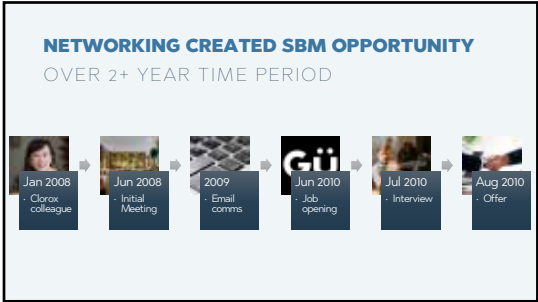 NETWORKING CREATED SBM OPPORTUNITY
OVER 2+ YEAR TIME PERIOD
Jan 2008
· Clorox
colleague
Jun 2008
· Initial
Meeting
2009
· Email
comms
Gü
Jun 2010
· Job
opening
Jul 2010
· Interview
Aug 2010
· Offer